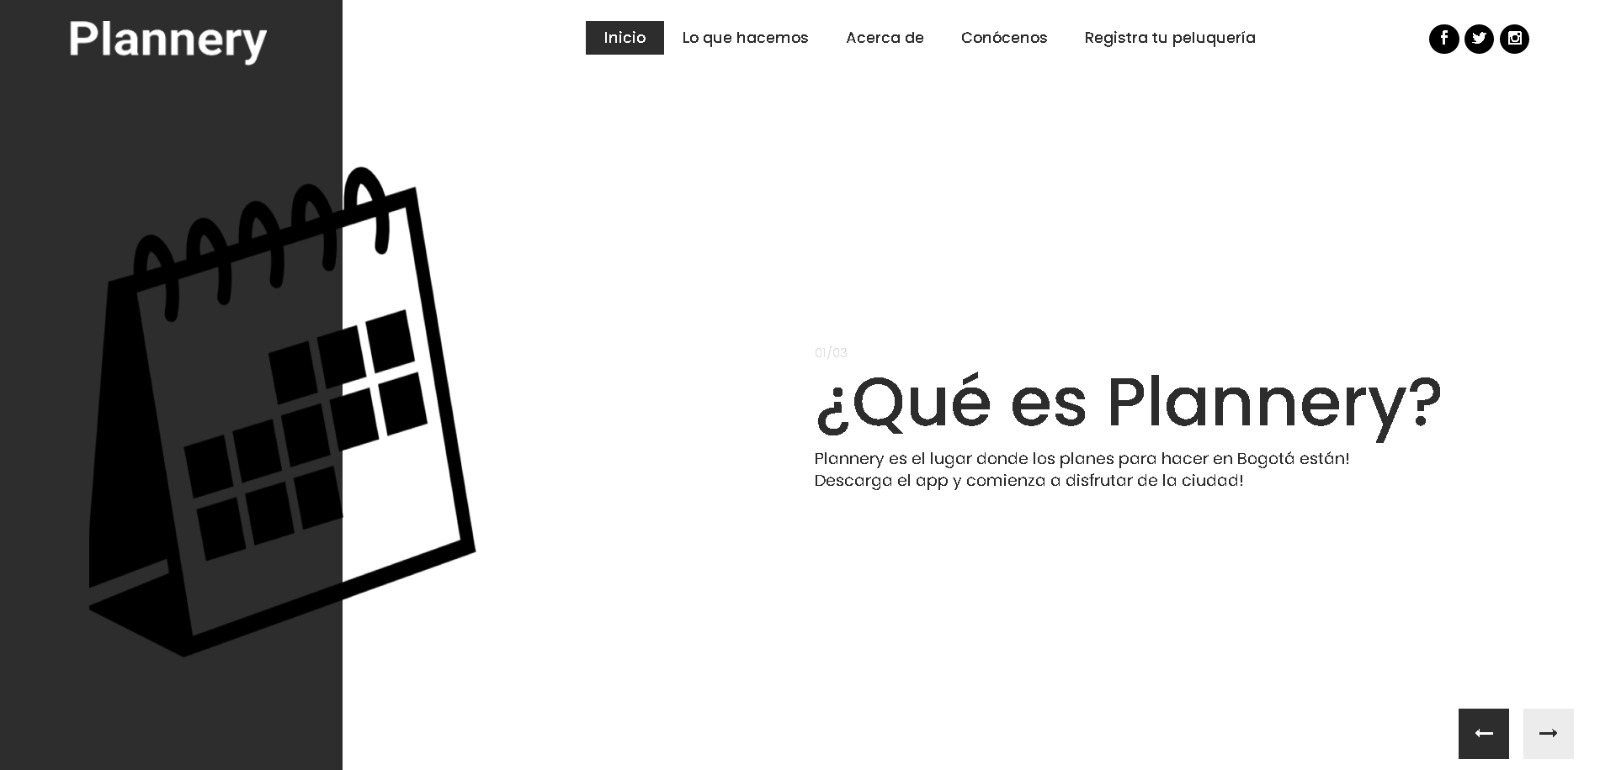 Plannery
Inicio
Lo que hacemos
Acerca de
Conócenos
Registra tu peluquería
01/03
¿Qué es Plannery?
Plannery es el lugar donde los planes para hacer en Bogotá están!
Descarga el app y comienza a disfrutar de la ciudad!